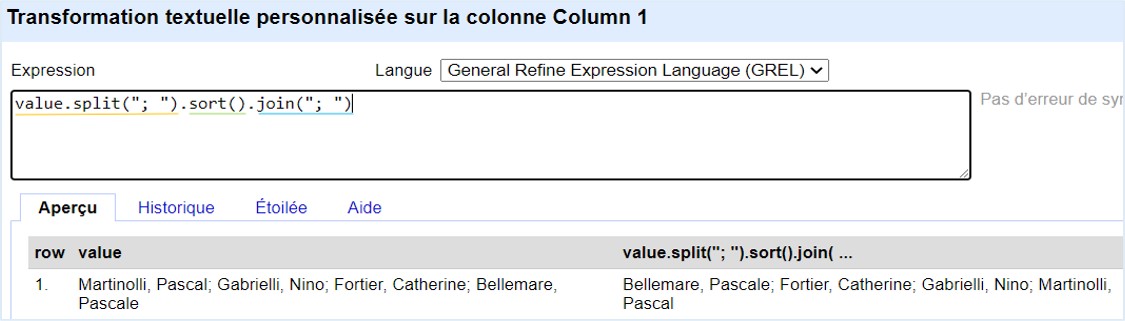 Transformation textuelle personnalisée sur la colonne Column 1
Expression Langue General Refine Expression Language (GREL)
value.split("; ").sort().join("; ")
Pas d'erreur de
Aperçu Historique Étoilée Aide
row value value.split("; ").sort().join( ...
1. Martinolli, Pascal; Gabrielli, Nino; Fortier, Catherine; Bellemare, Bellemare, Pascale; Fortier, Catherine; Gabrielli, Nino; Martinolli,
Pascale Pascal